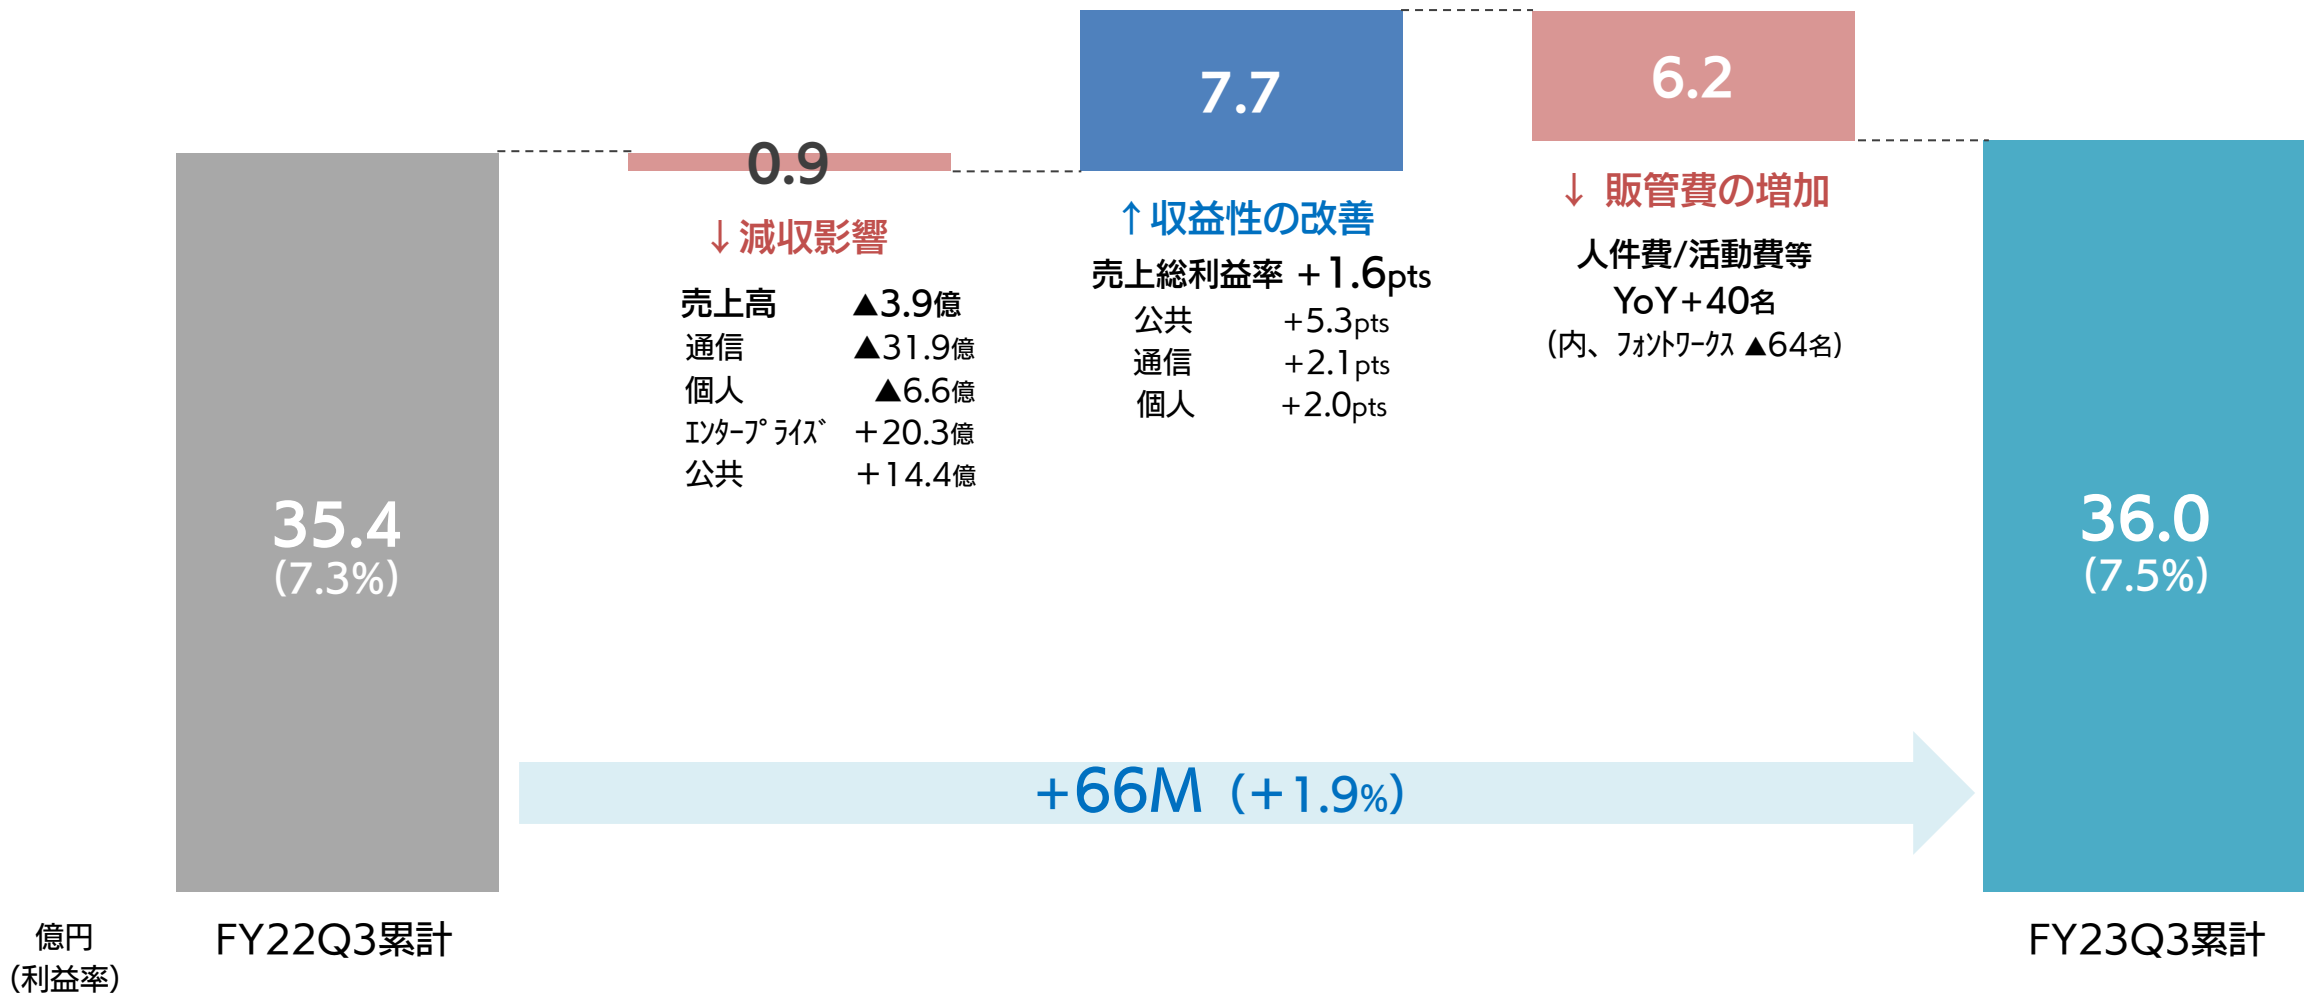 35.4
(7.3%)
0.9
↓減収影響
売上高 ▲3.9億
通信 ▲31.9億
個人 ▲6.6億
ｴﾝﾀｰﾌﾟﾗｲｽﾞ +20.3億
公共 +14.4億
7.7
↑収益性の改善
売上総利益率 +1.6pts
公共 +5.3pts
通信 +2.1pts
個人 +2.0pts
6.2
↓ 販管費の増加
人件費/活動費等
YoY+40名
(内、ﾌｫﾝﾄﾜｰｸｽ ▲64名)
36.0
(7.5%)
+66M (+1.9%)
億円
(利益率)
FY22Q3累計
FY23Q3累計